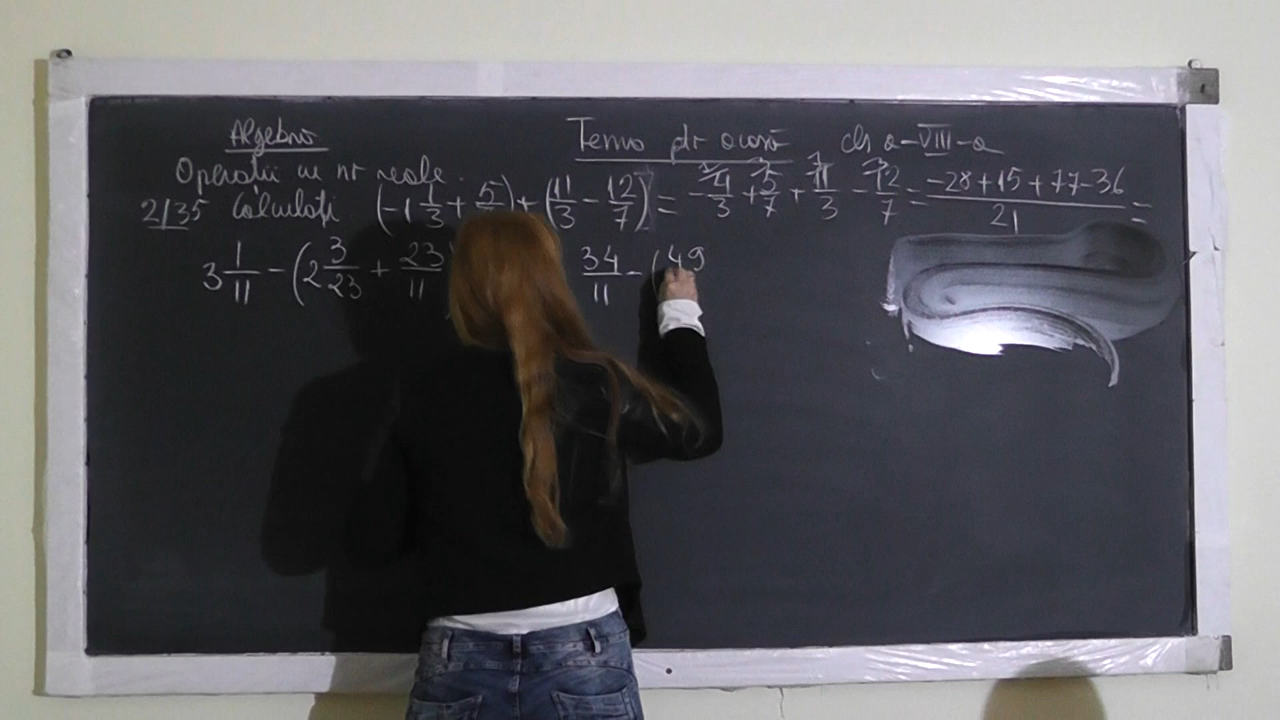 Algebra
Tema ptr acasă cls a-VIII-a
Operații cu nr reale.
2/35 Calculați (-1 1/3 + 5/ ) + (11/3 - 12/7) = -4/3 + 5/7 + 11/3 - 12/7 = -28+15+77-36/21 =
3 1/11 - (2 3/23 + 23/11 34/11 - (49